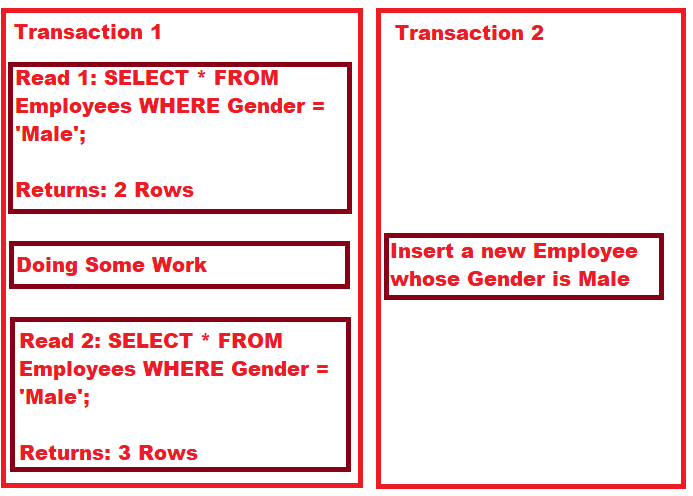 Transaction 1
Read 1: SELECT * FROM
Employees WHERE Gender =
'Male';
Returns: 2 Rows
Doing Some Work
Read 2: SELECT * FROM
Employees WHERE Gender =
'Male';
Returns: 3 Rows
Transaction 2
Insert a new Employee
whose Gender is Male